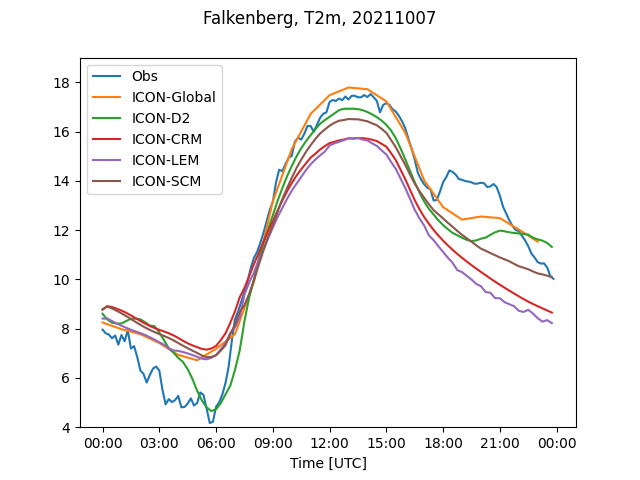 Falkenberg, T2m, 20211007
Obs
ICON-Global
ICON-D2
ICON-CRM
ICON-LEM
ICON-SCM
18
16
14
12
10
8
6
4
00:00 03:00 06:00 09:00 12:00 15:00 18:00 21:00 00:00
Time [UTC]